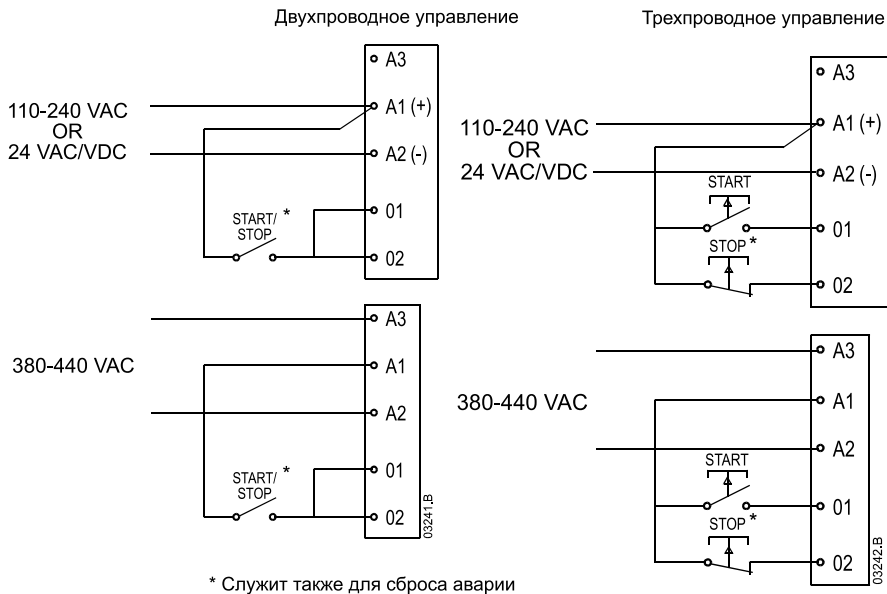 Двухпроводное управление
110-240 VAC
OR
24 VAC/VDC
A3
A1 (+)
A2 (-)
START/
STOP
*
01
02
380-440 VAC
A3
A1
A2
START/
STOP
*
01
02
03241.B
Трехпроводное управление
110-240 VAC
OR
24 VAC/VDC
A3
A1 (+)
A2 (-)
START
01
STOP *
02
380-440 VAC
A3
A1
A2
START
01
STOP *
02
03242.B
* Служит также для сброса аварии